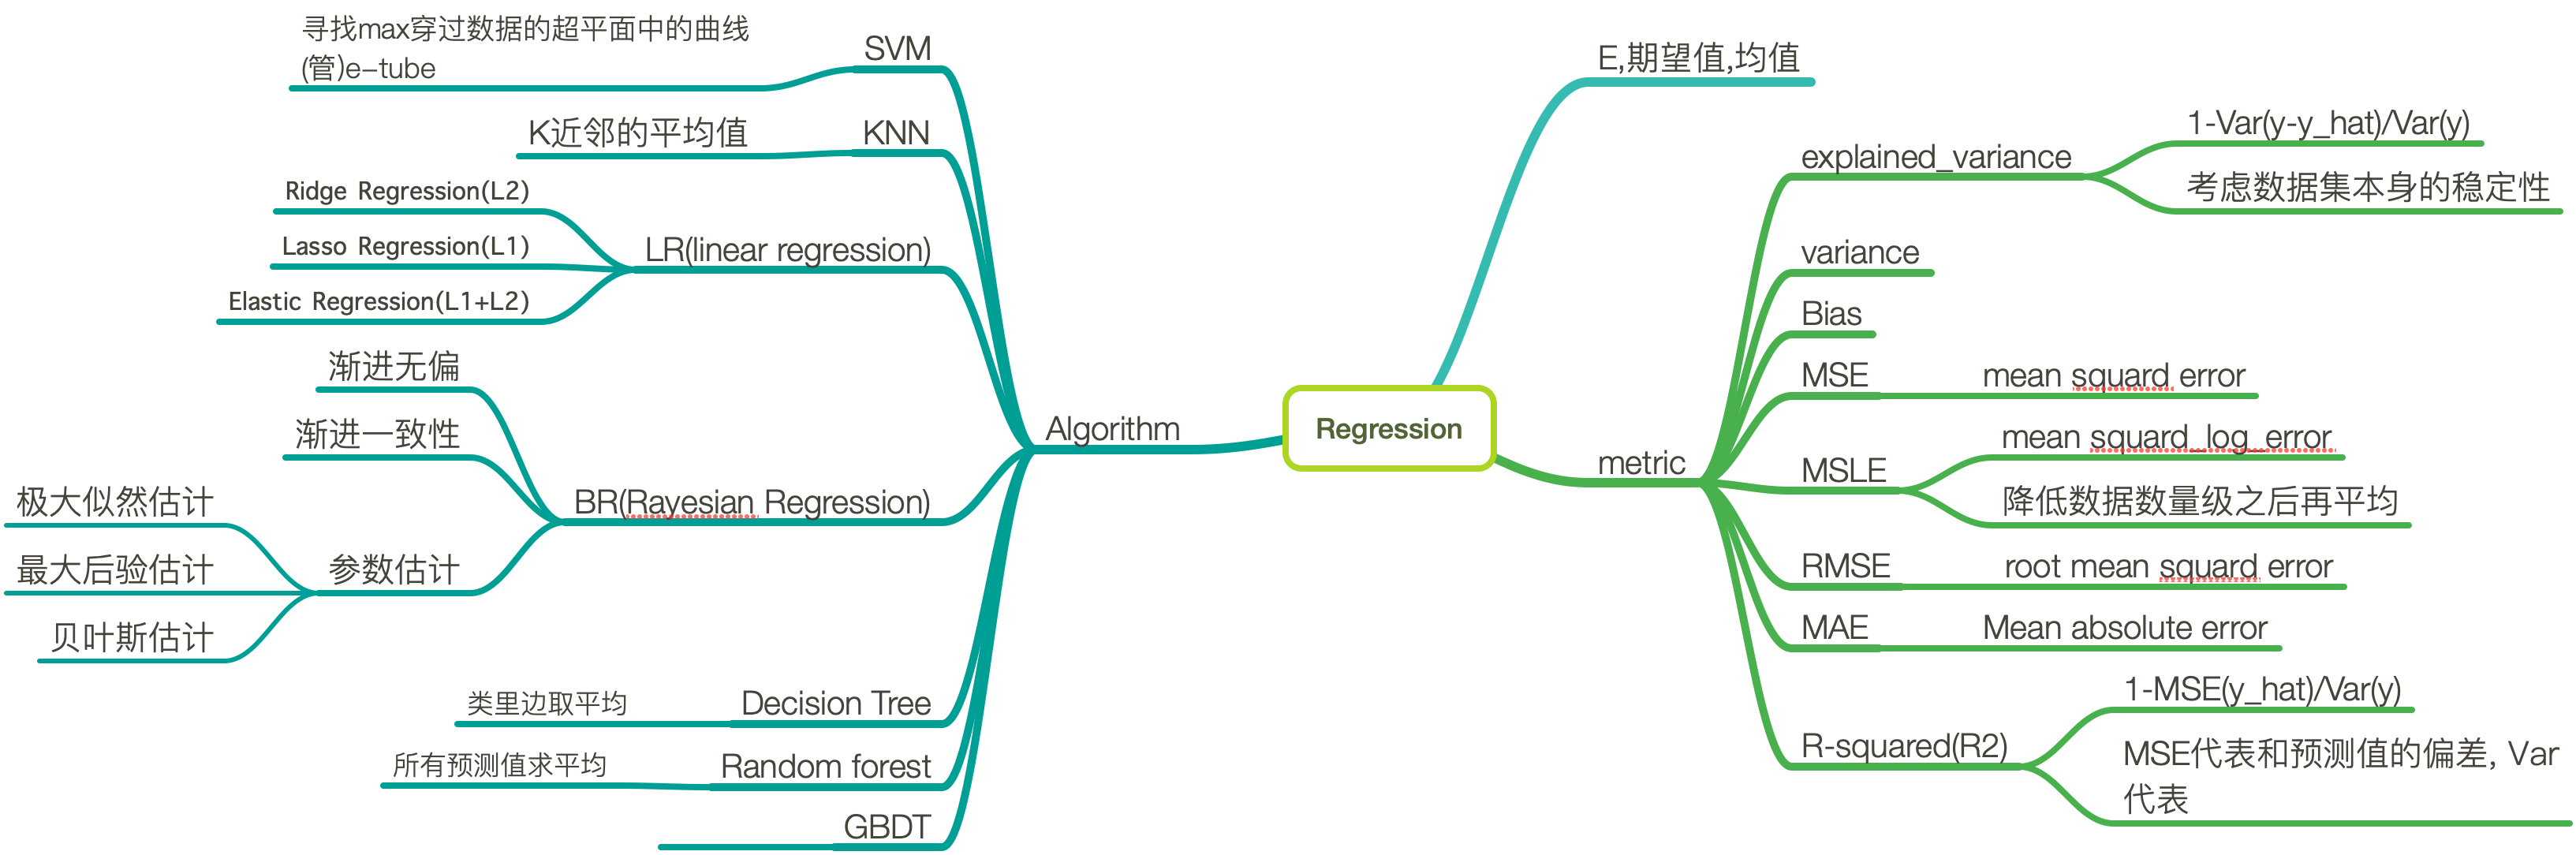 Regression
E,期望值,均值
metric
explained_variance
1-Var(y-y_hat)/Var(y)
考虑数据集本身的稳定性
variance
Bias
MSE
mean squard error
MSLE
mean squard_log_error
降低数据数量级之后再平均
RMSE
root mean squard error
MAE
Mean absolute error
R-squared(R2)
1-MSE(y_hat)/Var(y)
MSE代表和预测值的偏差, Var
代表
Algorithm
SVM
寻找max穿过数据的超平面中的曲线
(管)e-tube
KNN
K近邻的平均值
LR(linear regression)
Ridge Regression(L2)
Lasso Regression(L1)
Elastic Regression(L1+L2)
BR(Rayesian Regression)
渐进无偏
渐进一致性
参数估计
极大似然估计
最大后验估计
贝叶斯估计
Decision Tree
类里边取平均
Random forest
所有预测值求平均
GBDT